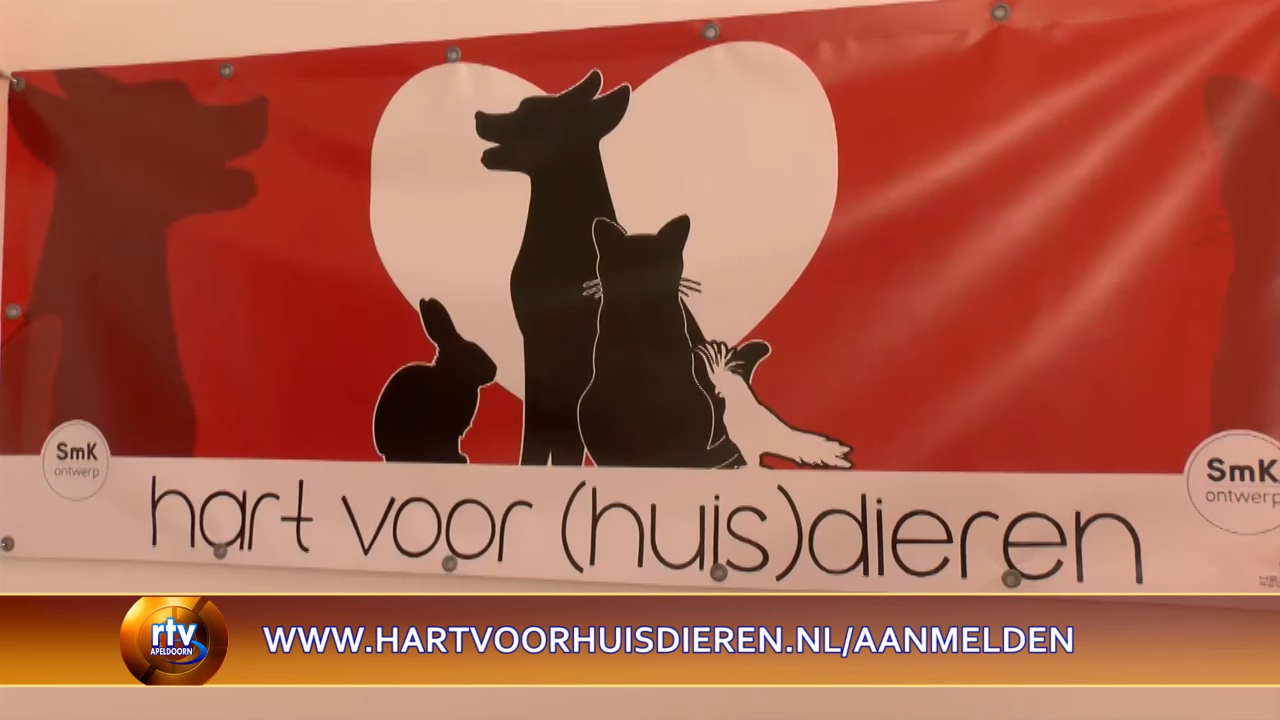 SmK
ontwerp
SmK
ontwerp
hart voor (huis)dieren
rtv
APELDOORN
WWW.HARTVOORHUISDIEREN.NL/AANMELDEN